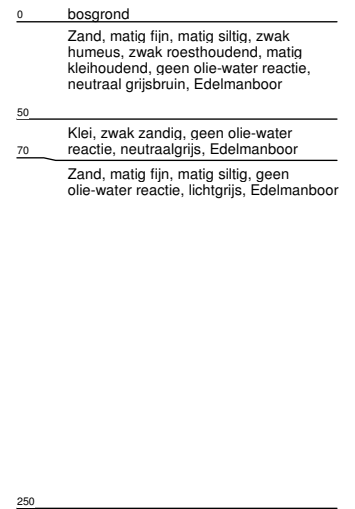 0 bosgrond
Zand, matig fijn, matig siltig, zwak
humeus, zwak roesthoudend, matig
kleihoudend, geen olie-water reactie,
neutraal grijsbruin, Edelmanboor
50
Klei, zwak zandig, geen olie-water
70 reactie, neutraalgrijs, Edelmanboor
Zand, matig fijn, matig siltig, geen
olie-water reactie, lichtgrijs, Edelmanboor
250